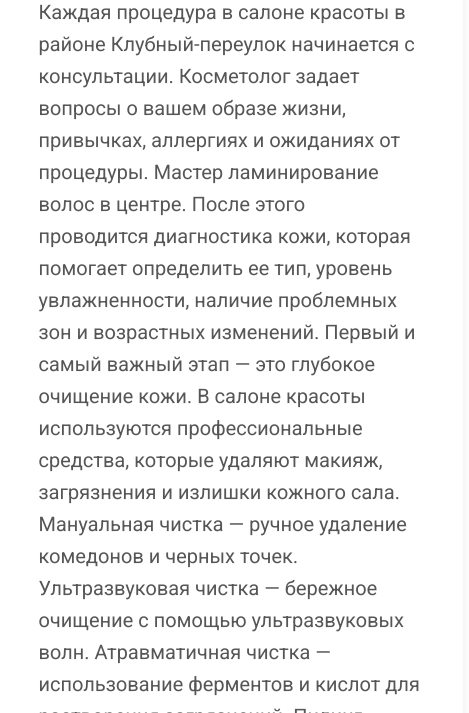 Каждая процедура в салоне красоты в
районе Клубный-переулок начинается с
консультации. Косметолог задает
вопросы о вашем образе жизни,
привычках, аллергиях и ожиданиях от
процедуры. Мастер ламинирование
волос в центре. После этого
проводится диагностика кожи, которая
помогает определить ее тип, уровень
увлажненности, наличие проблемных
зон и возрастных изменений. Первый и
самый важный этап — это глубокое
очищение кожи. В салоне красоты
используются профессиональные
средства, которые удаляют макияж,
загрязнения и излишки кожного сала.
Мануальная чистка — ручное удаление
комедонов и черных точек.
Ультразвуковая чистка — бережное
очищение с помощью ультразвуковых
волн. Атравматичная чистка —
использование ферментов и кислот для